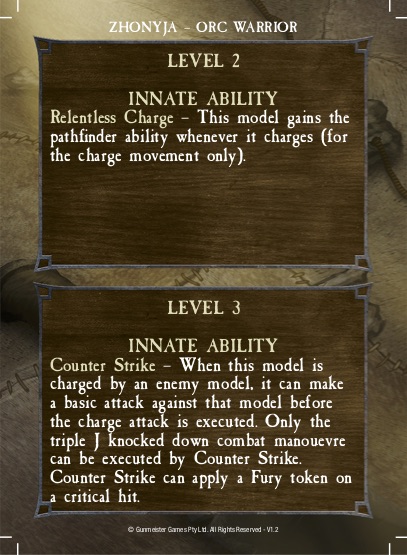 ZHONYJA - ORC WARRIOR
LEVEL 2
INNATE ABILITY
Relentless Charge – This model gains the
pathfinder ability whenever it charges (for
the charge movement only).
LEVEL 3
INNATE ABILITY
Counter Strike – When this model is
charged by an enemy model, it can make
a basic attack against that model before
the charge attack is executed. Only the
triple J knocked down combat manouevre
can be executed by Counter Strike.
Counter Strike can apply a Fury token on
a critical hit.
© Gunmeister Games Pty Ltd. All Rights Reserved - V1.2